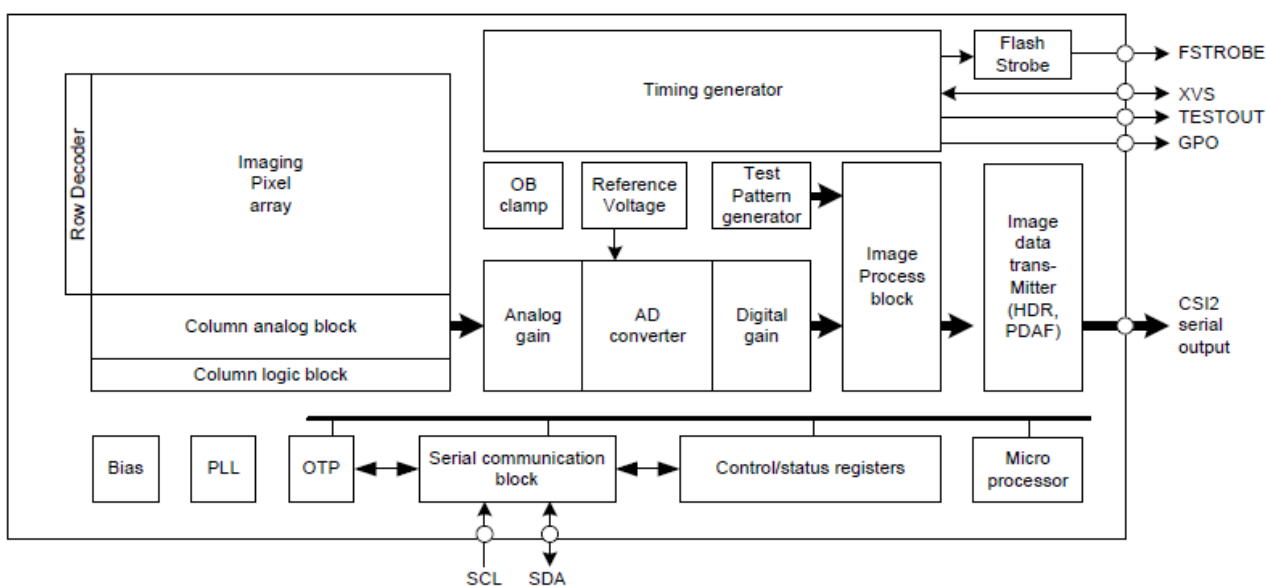 Timing generator
Flash
Strobe
FSTROBE
XVS
TESTOUT
GPO
Row Decoder
Imaging
Pixel
array
OB
clamp
Reference
Voltage
Test
Pattern
generator
Image
Process
block
Image
data
trans-
Mitter
(HDR,
PDAF)
Column analog block
Analog
gain
AD
converter
Digital
gain
CSI2
serial
output
Column logic block
Bias
PLL
OTP
Serial communication
block
Control/status registers
Micro
processor
SCL
SDA